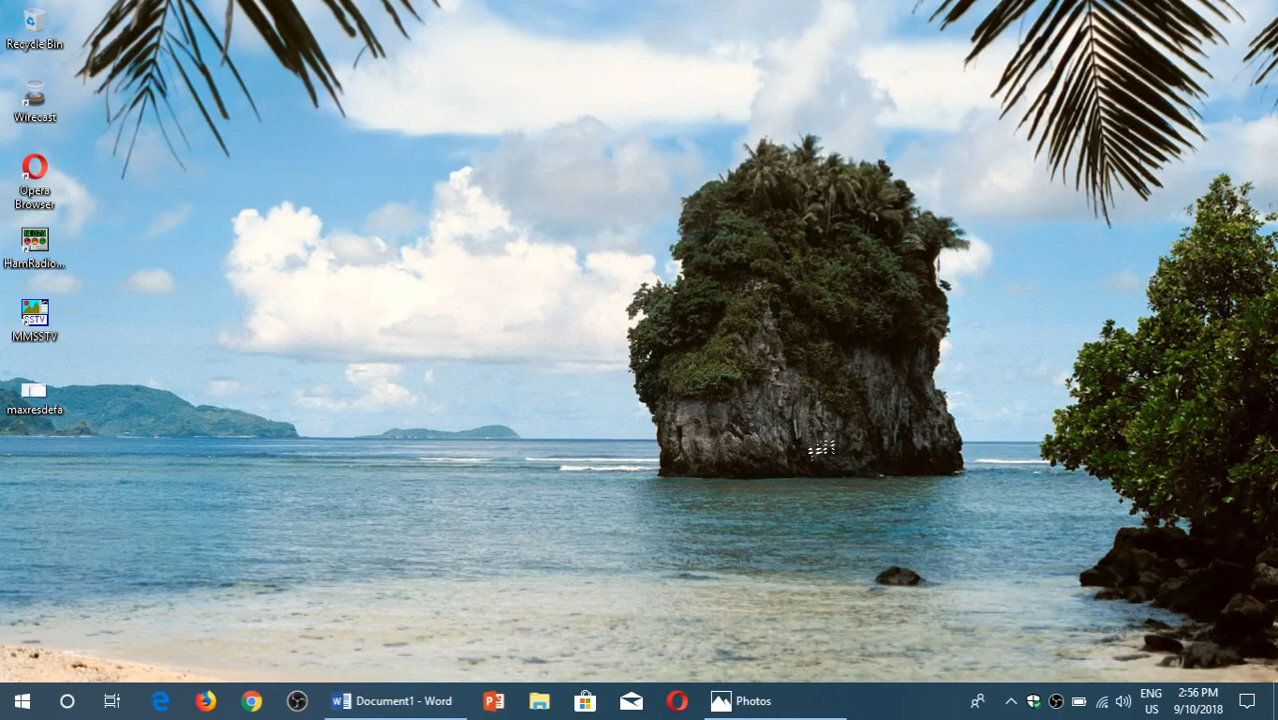 Recycle Bin
Wirecast
Opera
Browser
HamRadio...
SSTV
MMSSTV
maxresdefa
Document1 - Word
Photos
ENG
US
2:56 PM
9/10/2018